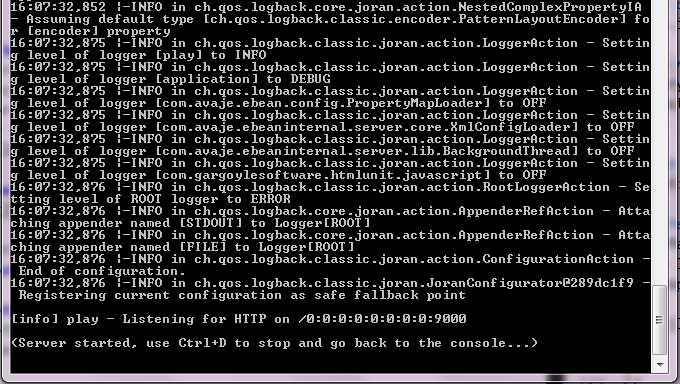 16:07:32,852 |-INFO in ch.qos.logback.core.joran.action.NestedComplexPropertyIA
- Assuming default type [ch.qos.logback.classic.encoder.PatternLayoutEncoder] fo
r [encoder] property
16:07:32,875 |-INFO in ch.qos.logback.classic.joran.action.LoggerAction - Settin
g level of logger [play] to INFO
16:07:32,875 |-INFO in ch.qos.logback.classic.joran.action.LoggerAction - Settin
g level of logger [application] to DEBUG
16:07:32,875 |-INFO in ch.qos.logback.classic.joran.action.LoggerAction - Settin
g level of logger [com.avaje.ebean.config.PropertyMapLoader] to OFF
16:07:32,875 |-INFO in ch.qos.logback.classic.joran.action.LoggerAction - Settin
g level of logger [com.avaje.ebeaninternal.server.core.XmlConfigLoader] to OFF
16:07:32,875 |-INFO in ch.qos.logback.classic.joran.action.LoggerAction - Settin
g level of logger [com.avaje.ebeaninternal.server.lib.BackgroundThread] to OFF
16:07:32,875 |-INFO in ch.qos.logback.classic.joran.action.LoggerAction - Settin
g level of logger [com.gargoylesoftware.htmlunit.javascript] to OFF
16:07:32,876 |-INFO in ch.qos.logback.classic.joran.action.RootLoggerAction - Se
tting level of ROOT logger to ERROR
16:07:32,876 |-INFO in ch.qos.logback.core.joran.action.AppenderRefAction - Atta
ching appender named [STDOUT] to Logger[ROOT]
16:07:32,876 |-INFO in ch.qos.logback.core.joran.action.AppenderRefAction - Atta
ching appender named [FILE] to Logger[ROOT]
16:07:32,876 |-INFO in ch.qos.logback.classic.joran.action.ConfigurationAction -
End of configuration.
16:07:32,876 |-INFO in ch.qos.logback.classic.joran.JoranConfigurator@289dc1f9 -
Registering current configuration as safe fallback point
[info] play - Listening for HTTP on /0:0:0:0:0:0:0:0:9000
(Server started, use Ctrl+D to stop and go back to the console...)